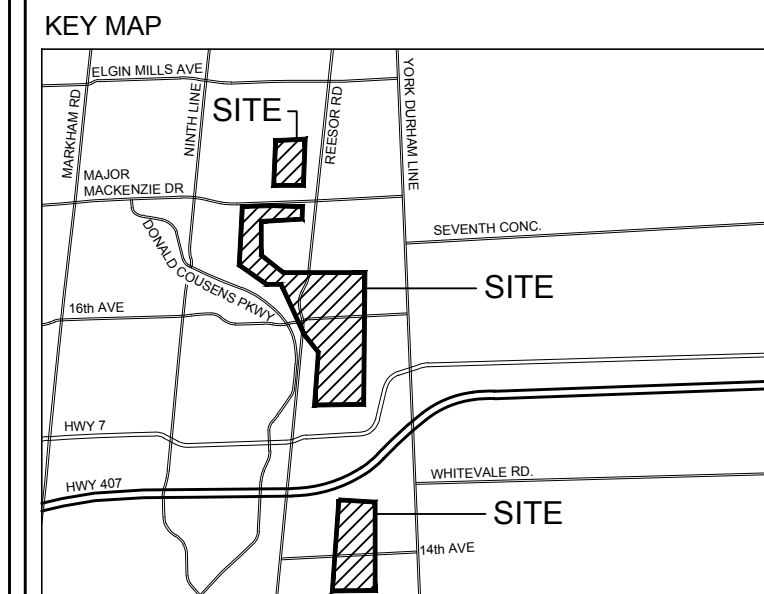 KEY MAP
ELGIN MILLS AVE
MARKHAM RD
NINTH LINE
SITE
REESOR RD
YORK DURHAM LINE
MAJOR
MACKENZIE DR
SEVENTH CONC.
DONALD COUSENS PKWY
SITE
16th AVE
HWY 7
HWY 407
WHITEVALE RD.
SITE
14th AVE